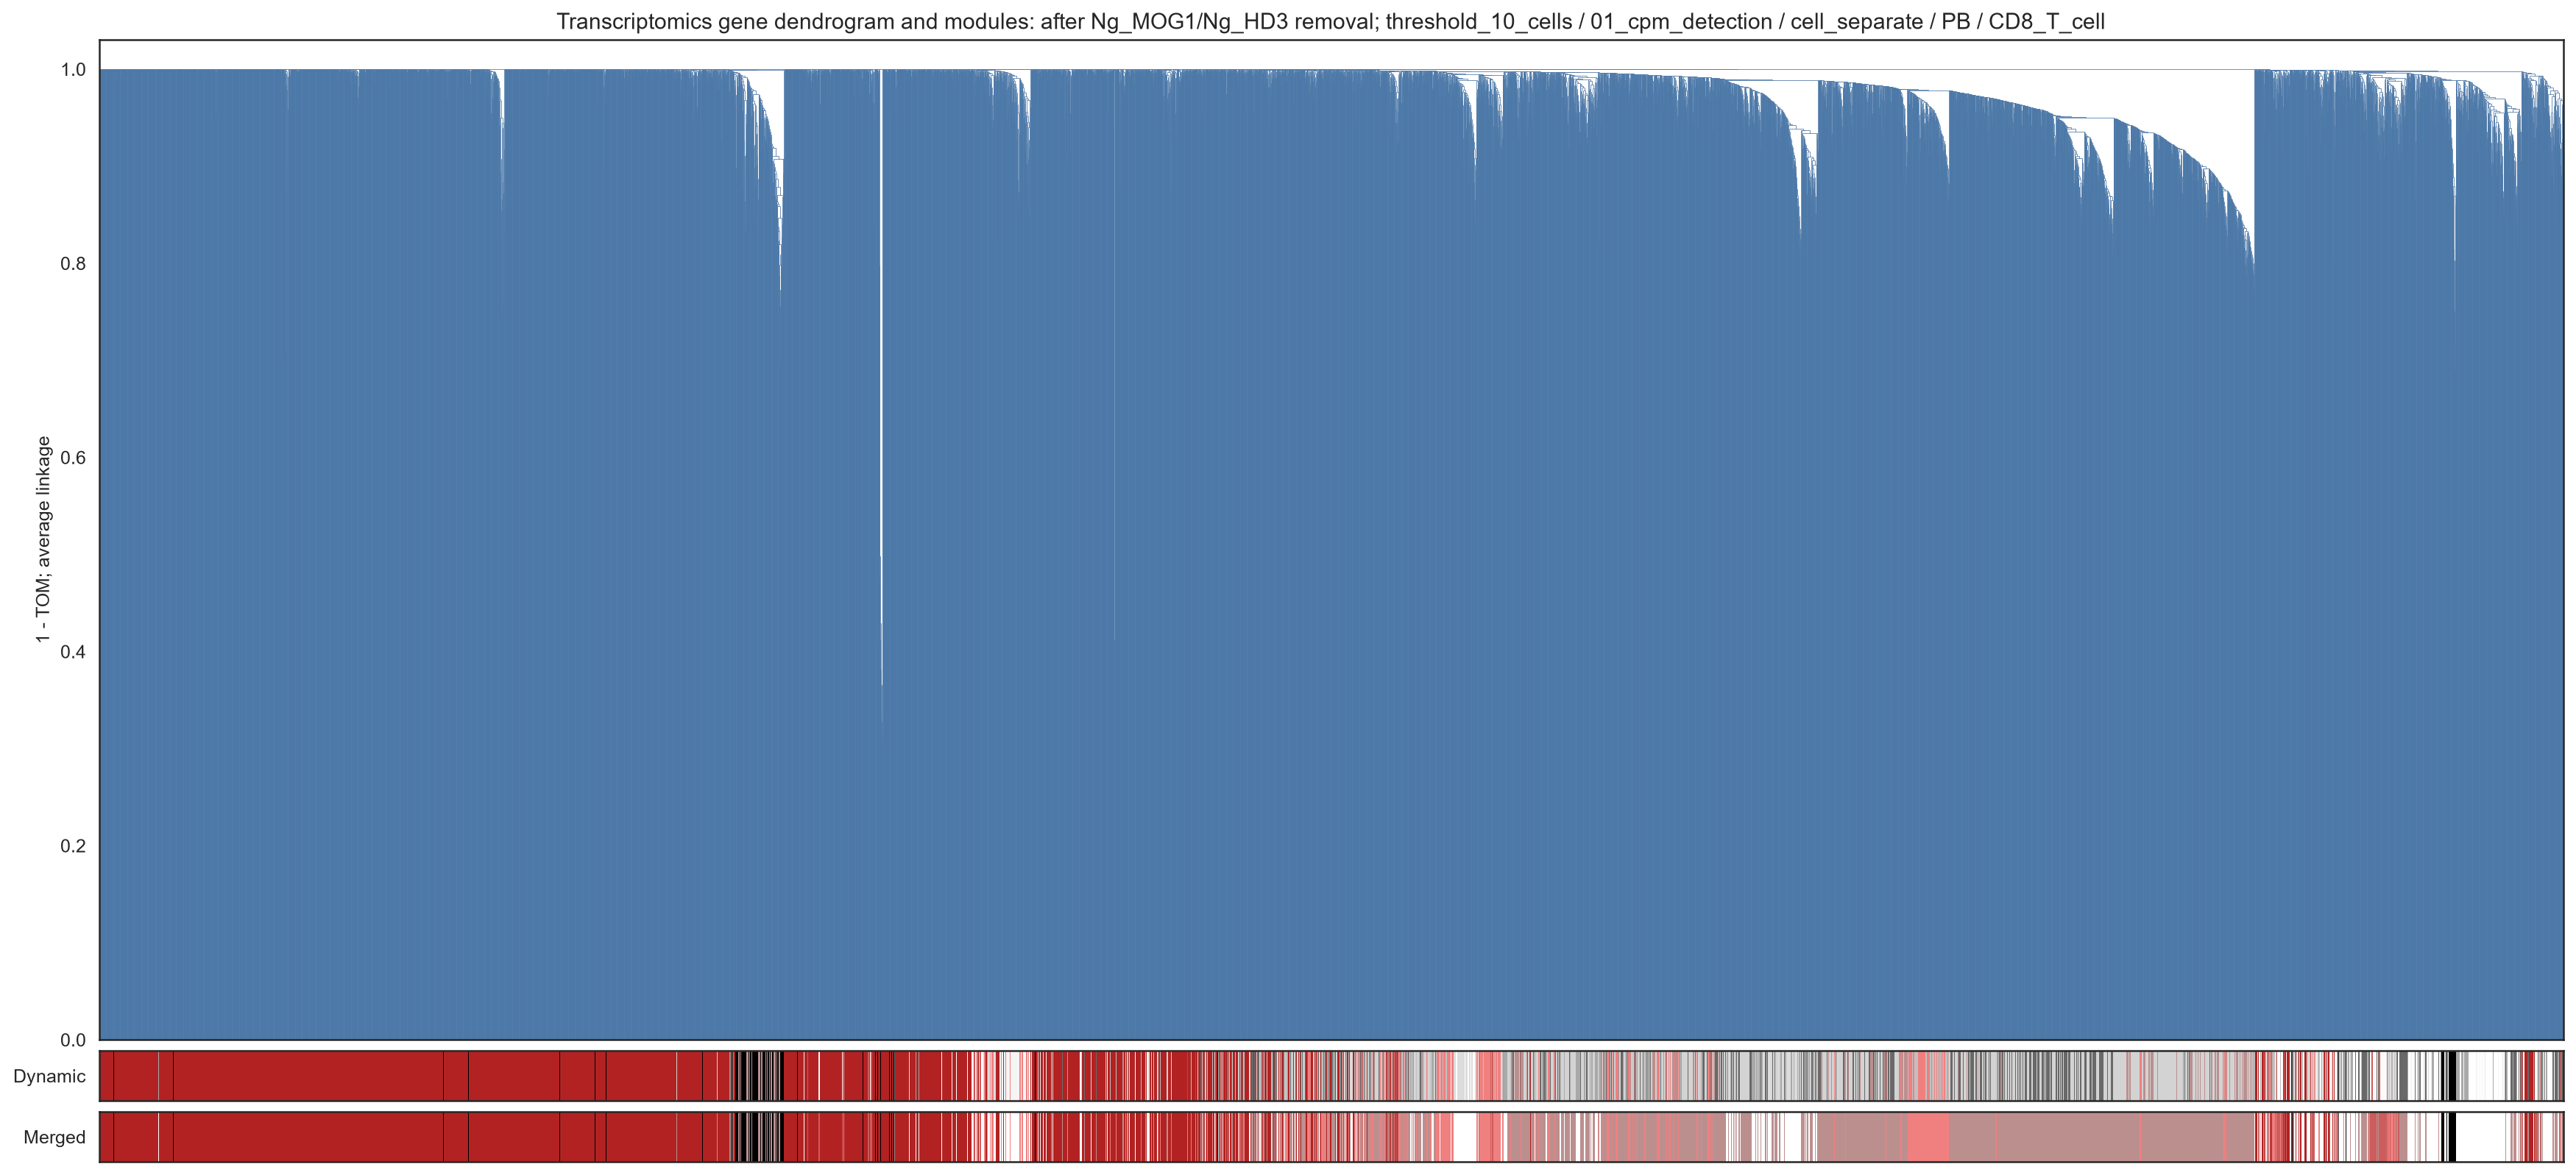 Transcriptomics gene dendrogram and modules: after Ng_MOG1/Ng_HD3 removal; threshold_10_cells / 01_cpm_detection / cell_separate / PB / CD8_T_cell
1.0
0.8
0.6
0.4
0.2
0.0
1 - TOM; average linkage
Dynamic
Merged